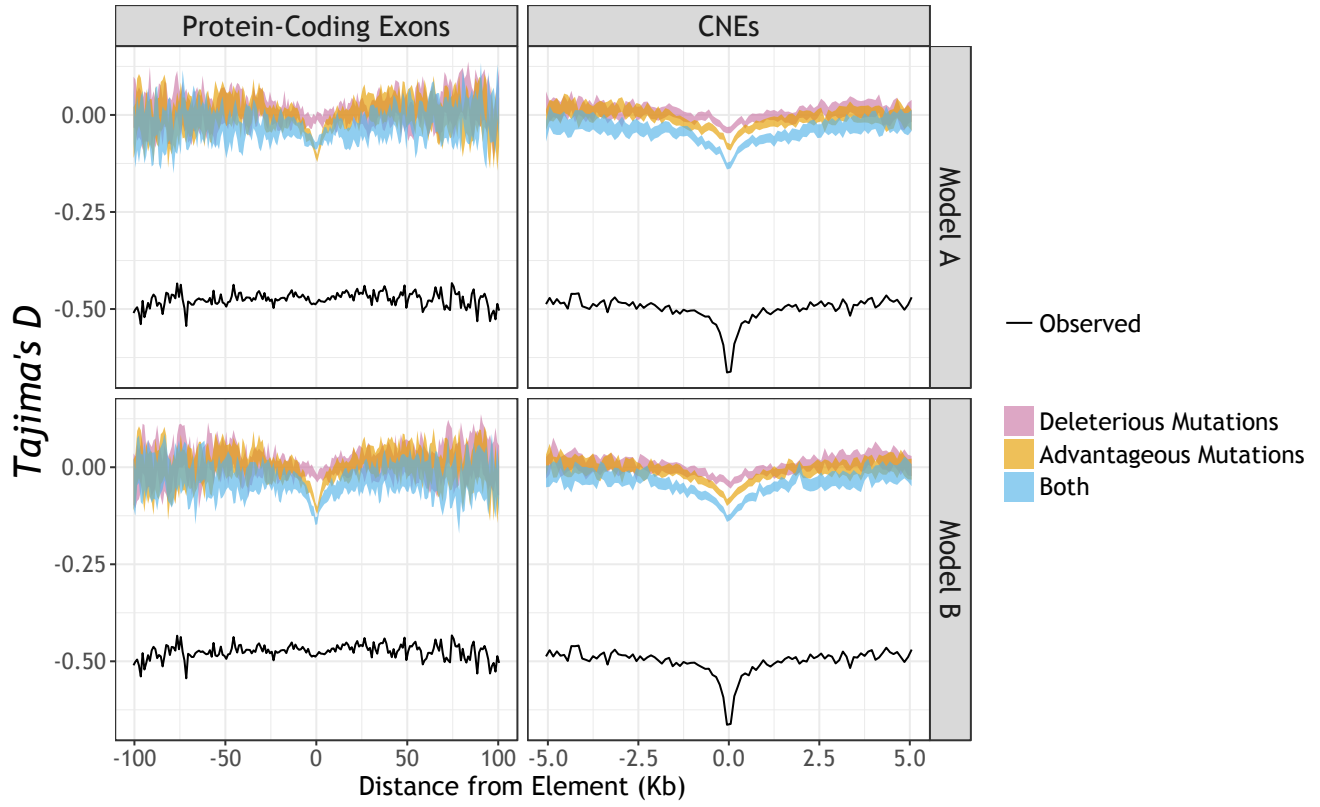 Protein-Coding Exons
CNEs
0.00
-0.25
-0.50
Model A
0.00
-0.25
-0.50
Model B
Tajima's D
-100
-50
0
50
100
-5.0
-2.5
0.0
2.5
5.0
Distance from Element (Kb)
Observed
Deleterious Mutations
Advantageous Mutations
Both